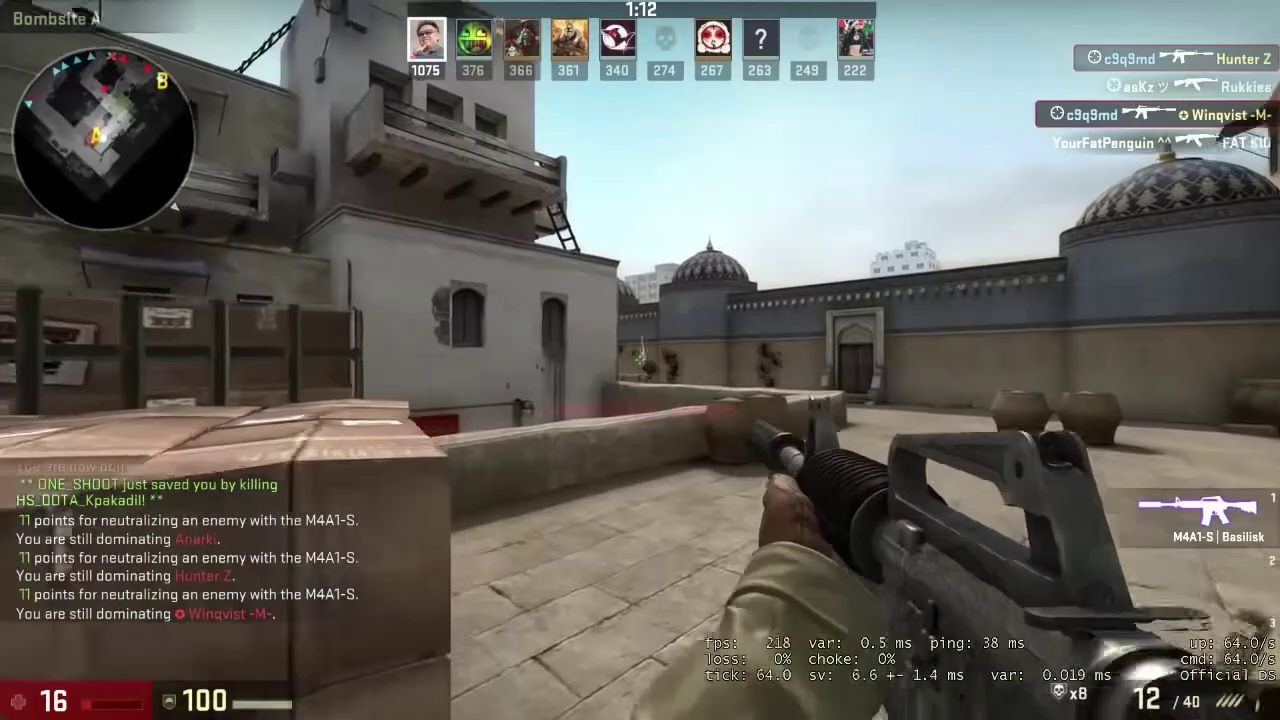 Bombsite A
1:12
1075 376 366 361 340 274 267 ? 263 249 222
B
A
c9q9md Hunter Z
asKz ツ Rukkiea
c9q9md Winqvist -M-
YourFatPenguin ^^ FAT
** ONE_SHOOT just saved you by killing
HS_DOTA_Kpakadil! **
11 points for neutralizing an enemy with the M4A1-S.
You are still dominating Anarki.
11 points for neutralizing an enemy with the M4A1-S.
You are still dominating Hunter Z.
11 points for neutralizing an enemy with the M4A1-S.
You are still dominating Winqvist -M-.
1
M4A1-S | Basilisk
2
3
fps: 218 var: 0.5 ms ping: 38 ms up: 64.0/s
loss: 0% choke: 0% cmd: 64.0/s
tick: 64.0 sv: 6.6 +- 1.4 ms var: 0.019 ms Official DS
16 100 x8 12 / 40